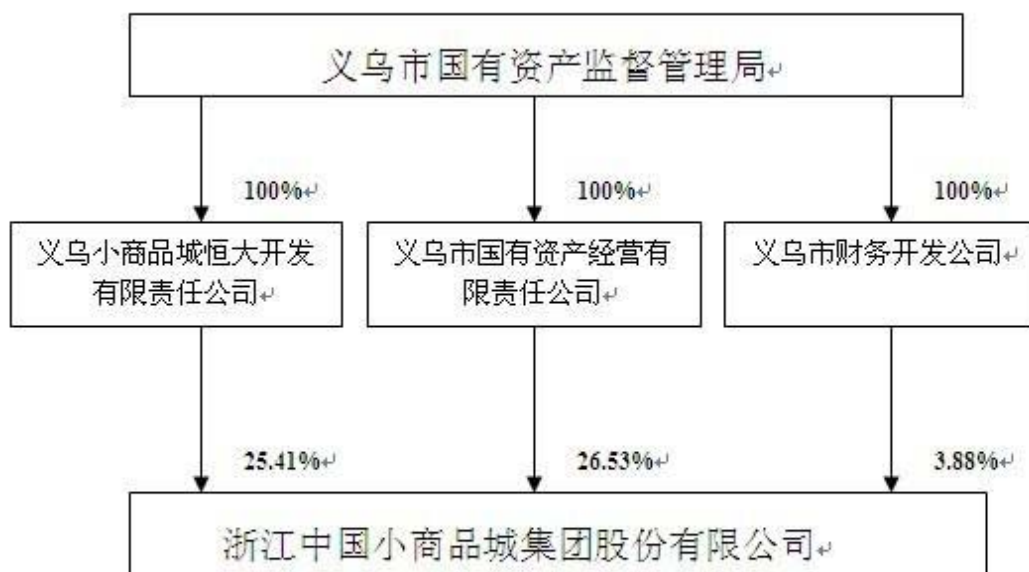 义乌市国有资产监督管理局
100%
100%
100%
义乌小商品城恒大开发
有限责任公司
义乌市国有资产经营有
限责任公司
义乌市财务开发公司
25.41%
26.53%
3.88%
浙江中国小商品城集团股份有限公司